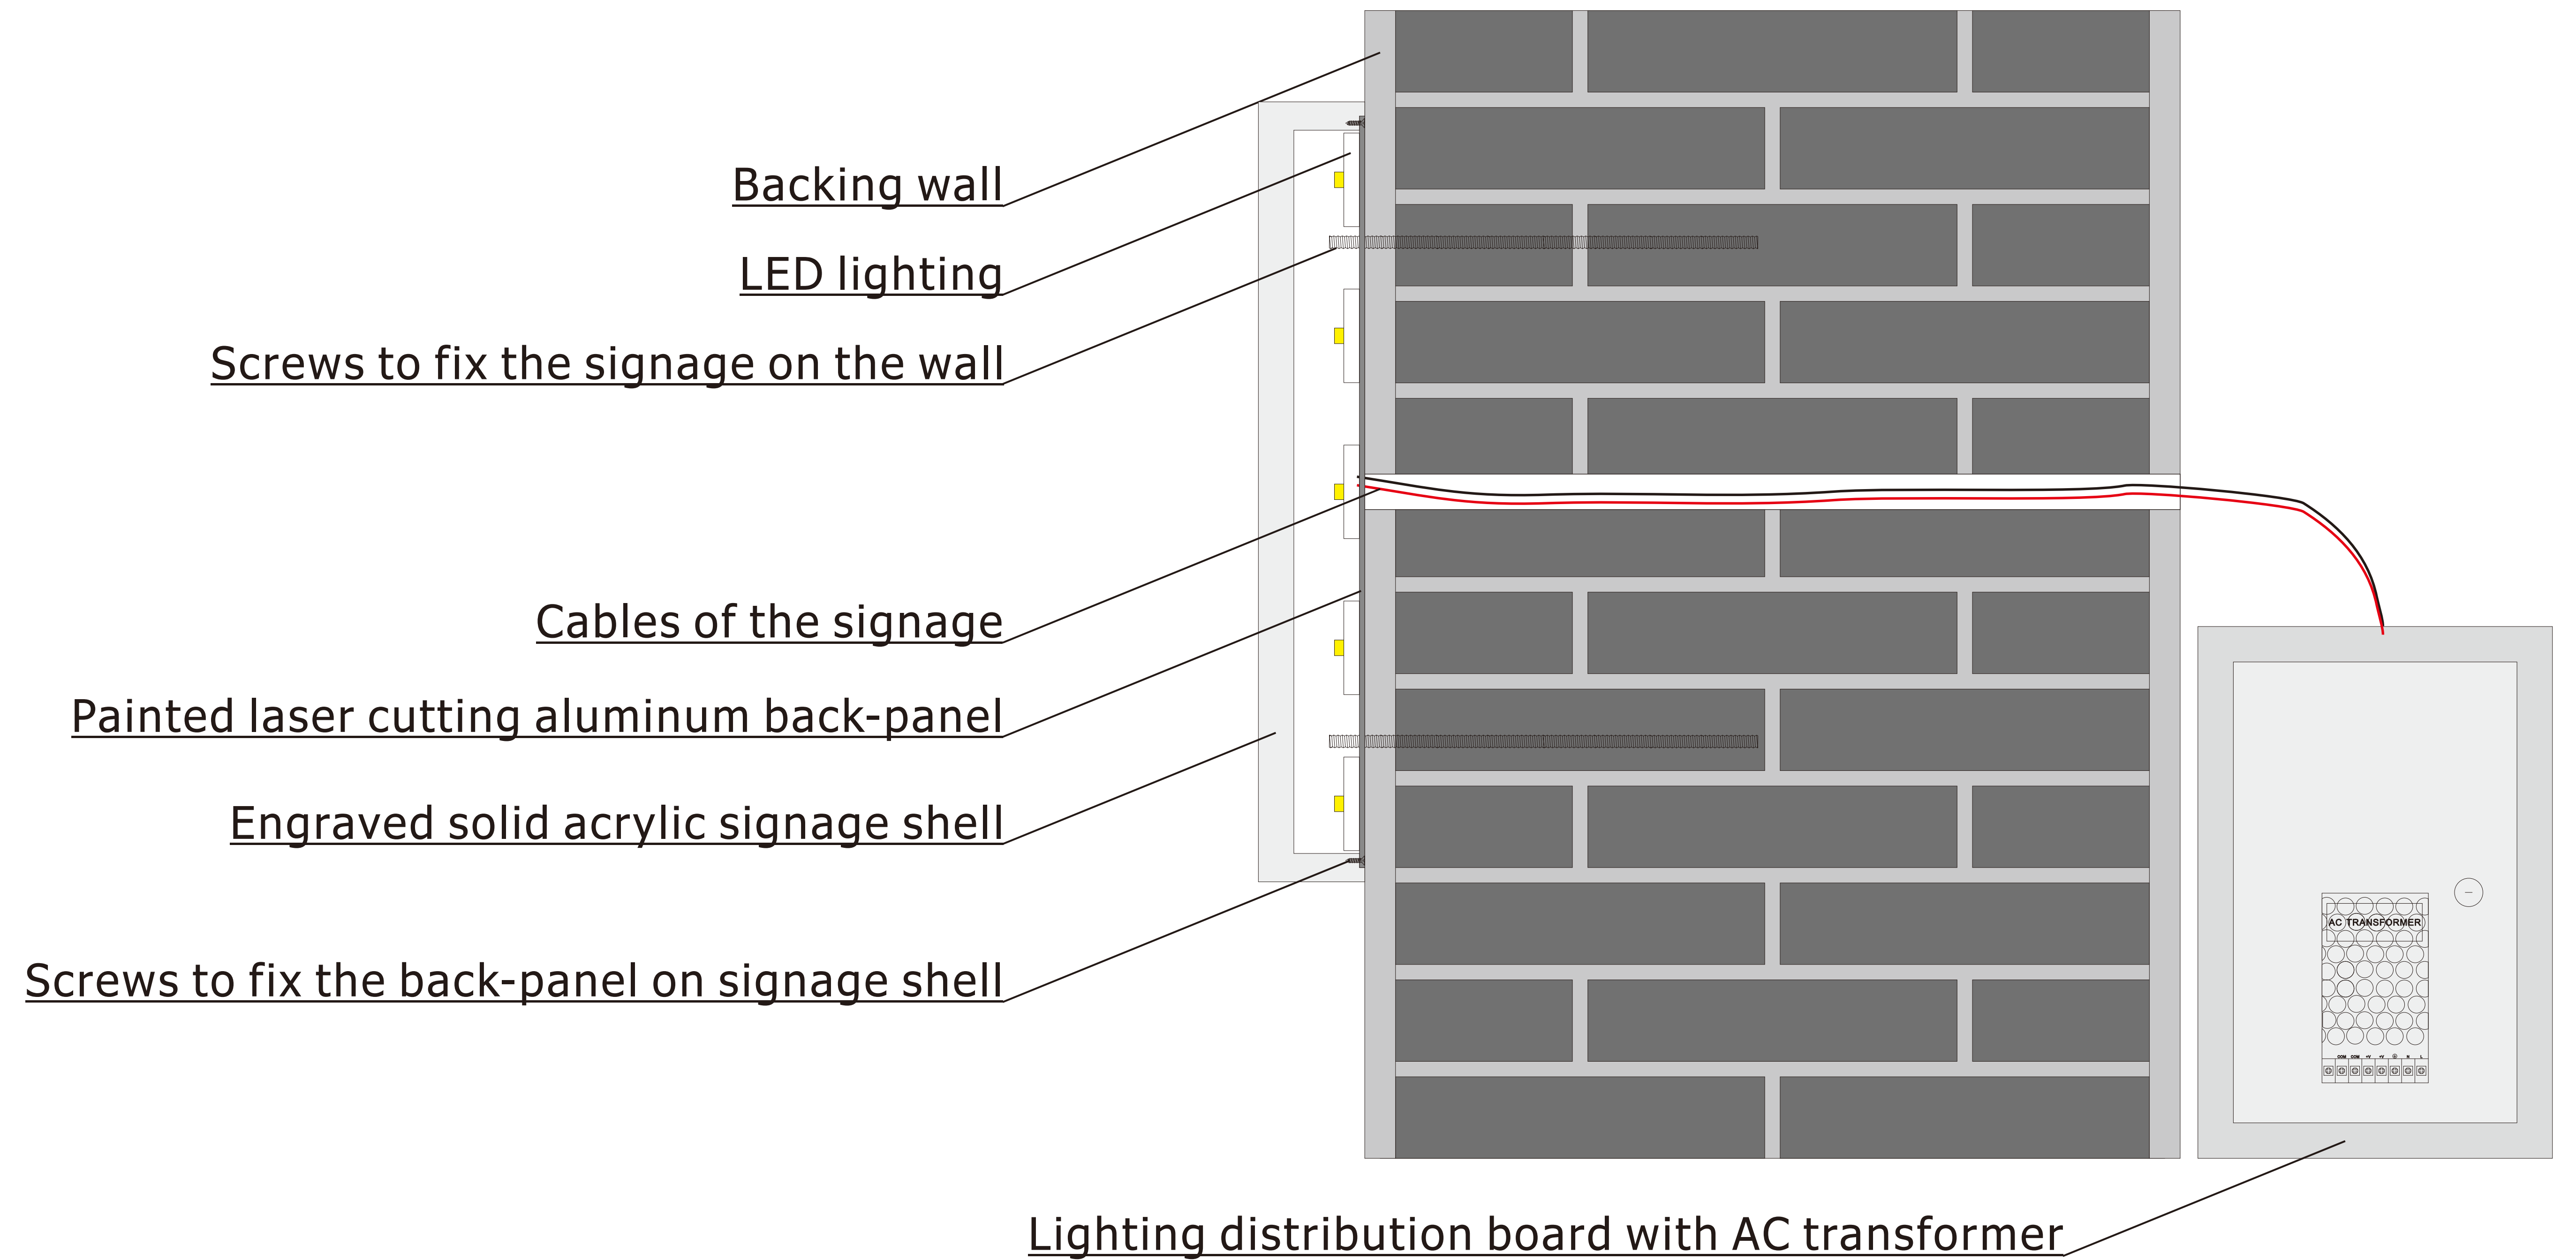 Backing wall
LED lighting
Screws to fix the signage on the wall
Cables of the signage
Painted laser cutting aluminum back-panel
Engraved solid acrylic signage shell
Screws to fix the back-panel on signage shell
AC TRANSFORMER
COM COM +V +V ⏚ N L
Lighting distribution board with AC transformer